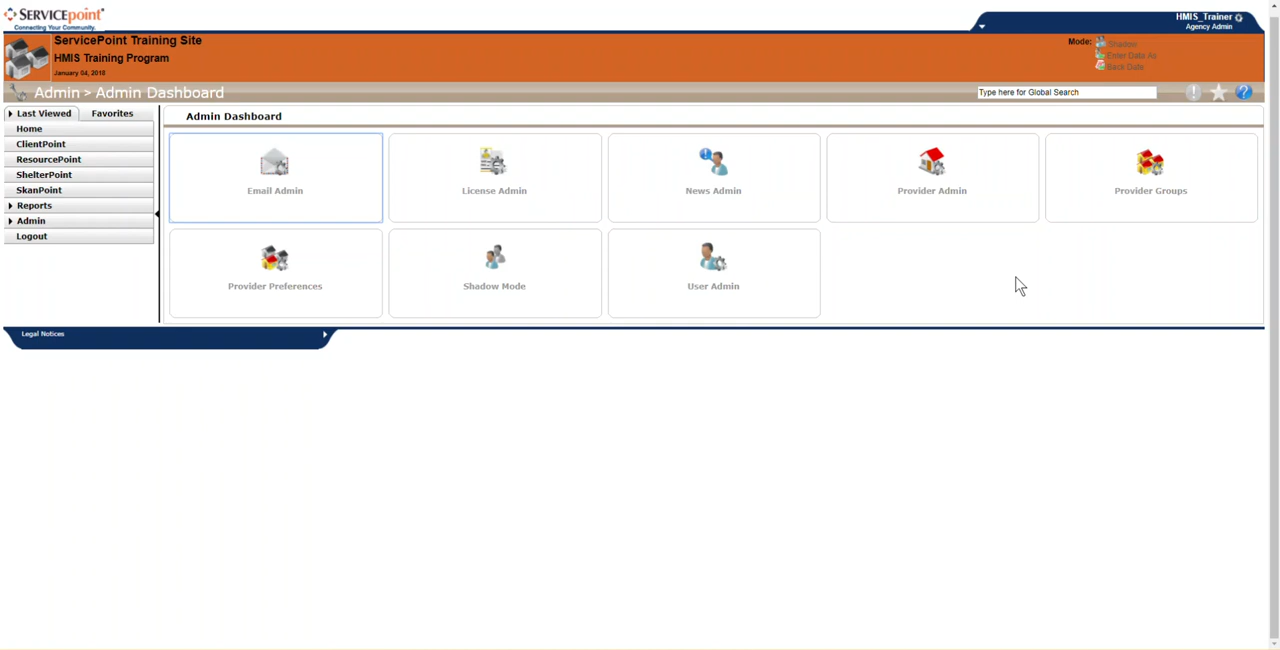 SERVICEpoint
Connecting Your Community.
HMIS_Trainer
Agency Admin
ServicePoint Training Site
HMIS Training Program
January 04, 2018
Mode:
Shadow
Enter Data As
Back Date
Admin > Admin Dashboard
Type here for Global Search
Last Viewed
Favorites
Home
ClientPoint
ResourcePoint
ShelterPoint
SkanPoint
Reports
Admin
Logout
Admin Dashboard
Email Admin
License Admin
News Admin
Provider Admin
Provider Groups
Provider Preferences
Shadow Mode
User Admin
Legal Notices